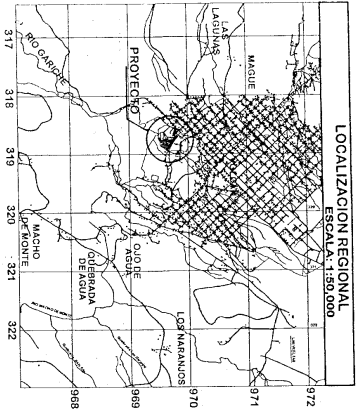 LOCALIZACION REGIONAL
ESCALA: 1:50,000
972
971
970
969
968
317
318
319
320
321
322
MAGUE
LAS
LAGUNAS
PROYECTO
RIO GARICHE
LOS NARANJOS
OJO DE
AGUA
QUEBRADA
DE AGUA
MACHO
DE MONTE